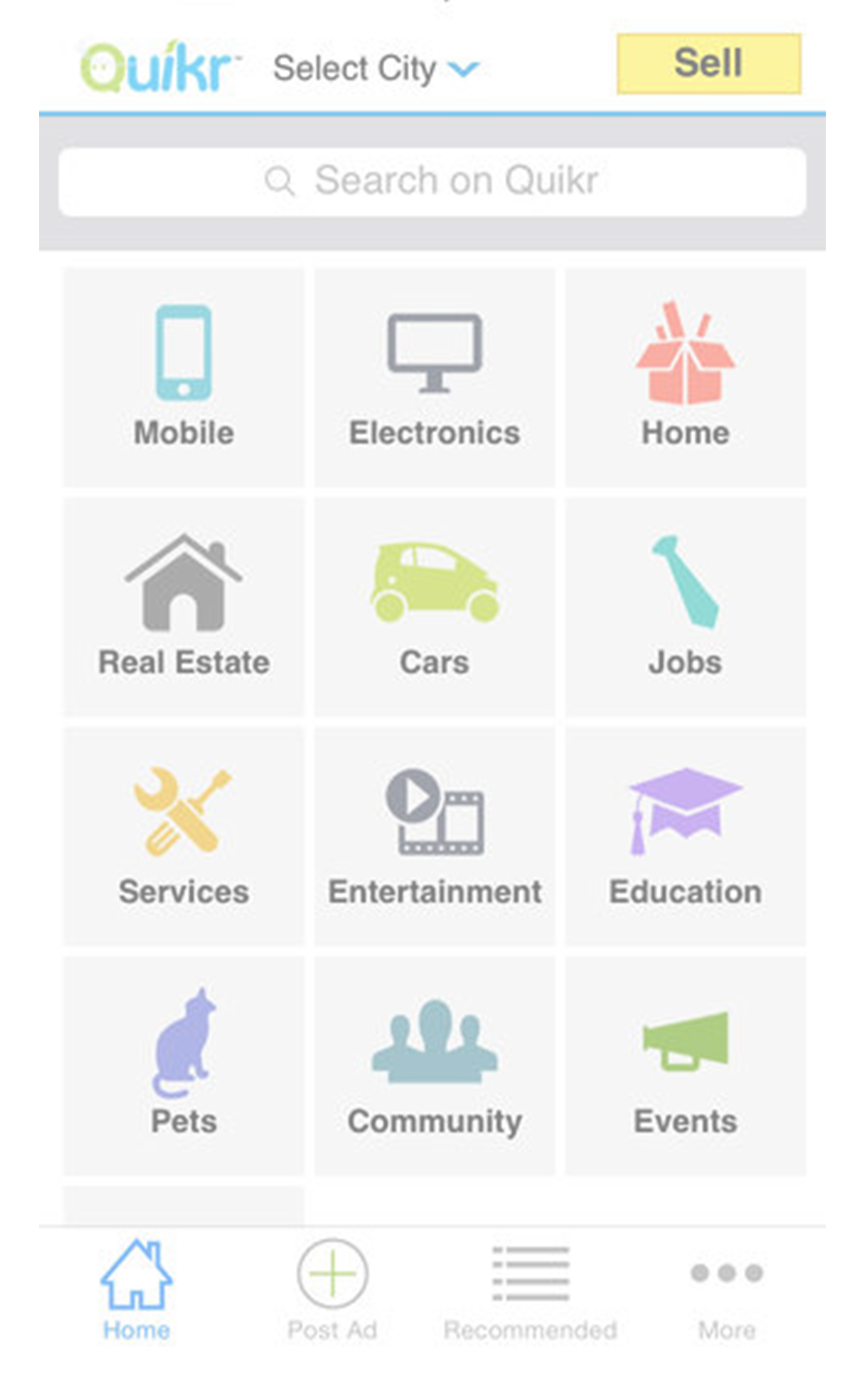 Quikr™ Select City Sell
Search on Quikr
Mobile Electronics Home
Real Estate Cars Jobs
Services Entertainment Education
Pets Community Events
Home Post Ad Recommended More